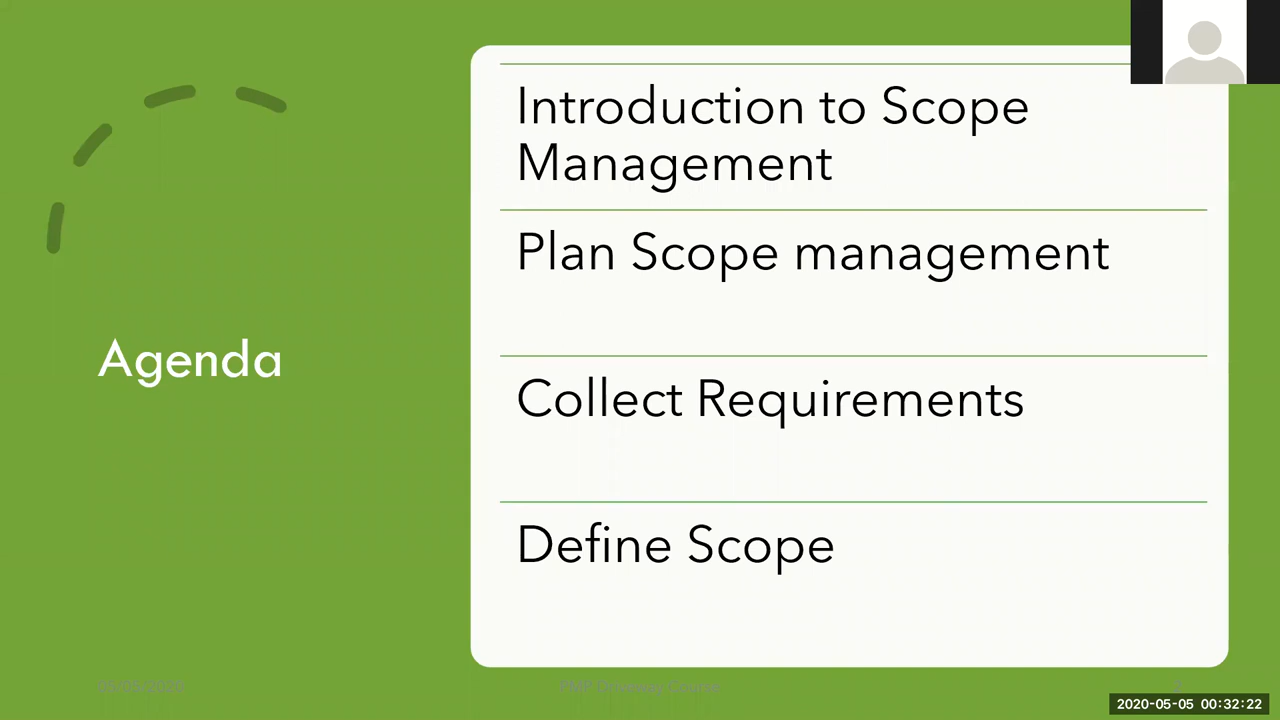 Agenda
Introduction to Scope
Management
Plan Scope management
Collect Requirements
Define Scope
2020-05-05 00:32:22